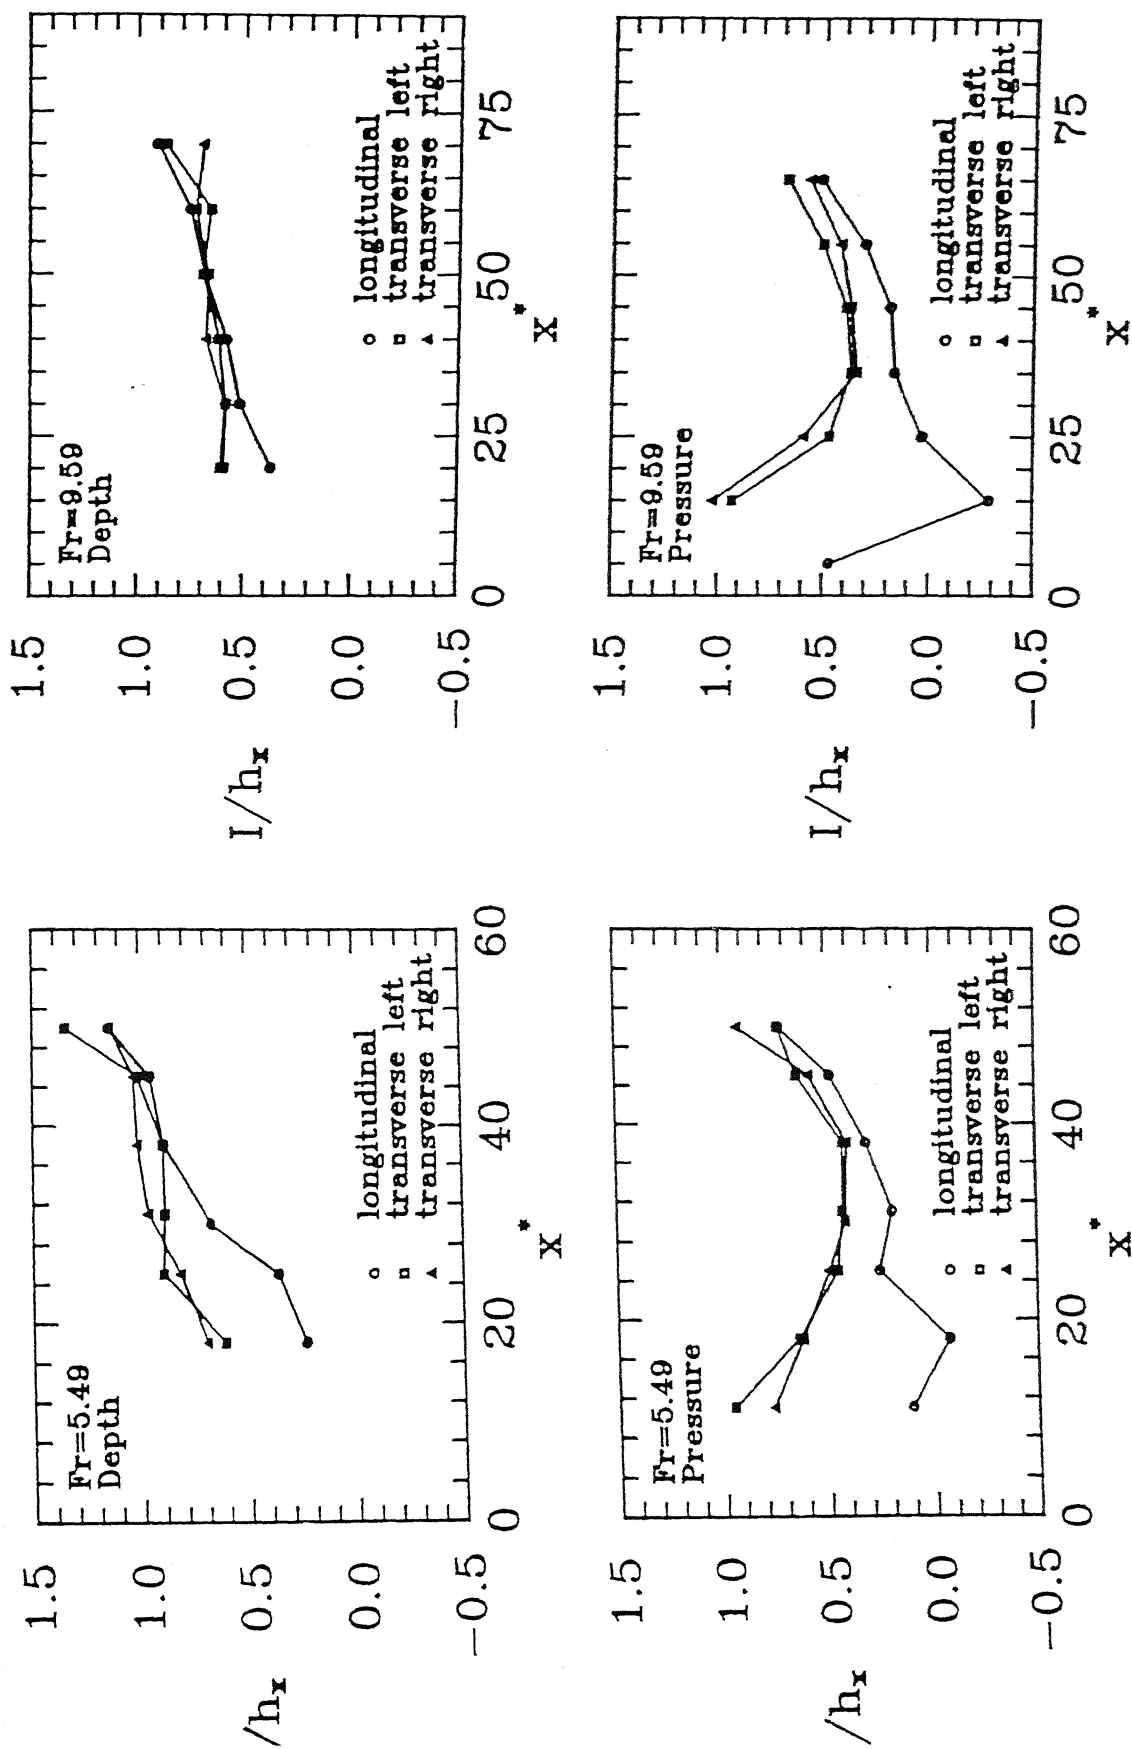 1.5
1.0
0.5
0.0
−0.5
/hx
Fr=5.49
Depth
longitudinal
transverse left
transverse right
0
20
40
60
X*
1.5
1.0
0.5
0.0
−0.5
I/hx
Fr=9.59
Depth
longitudinal
transverse left
transverse right
0
25
50
75
X*
1.5
1.0
0.5
0.0
−0.5
/hx
Fr=5.49
Pressure
longitudinal
transverse left
transverse right
0
20
40
60
X*
1.5
1.0
0.5
0.0
−0.5
I/hx
Fr=9.59
Pressure
longitudinal
transverse left
transverse right
0
25
50
75
X*